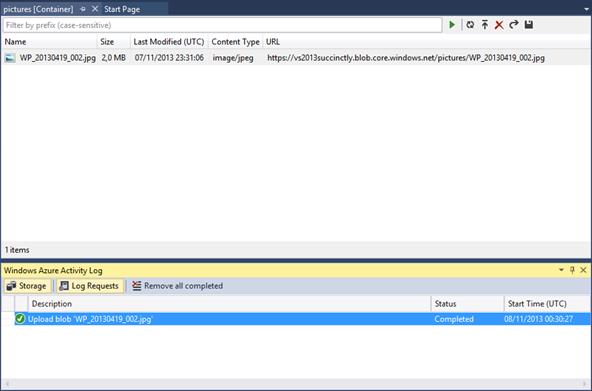 pictures [Container] Start Page
Filter by prefix (case-sensitive)
Name Size Last Modified (UTC) Content Type URL
WP_20130419_002.jpg 2,0 MB 07/11/2013 23:31:06 image/jpeg https://vs2013succinctly.blob.core.windows.net/pictures/WP_20130419_002.jpg
1 items
Windows Azure Activity Log
Storage Log Requests Remove all completed
Description Status Start Time (UTC)
Upload blob 'WP_20130419_002.jpg' Completed 08/11/2013 00:30:27